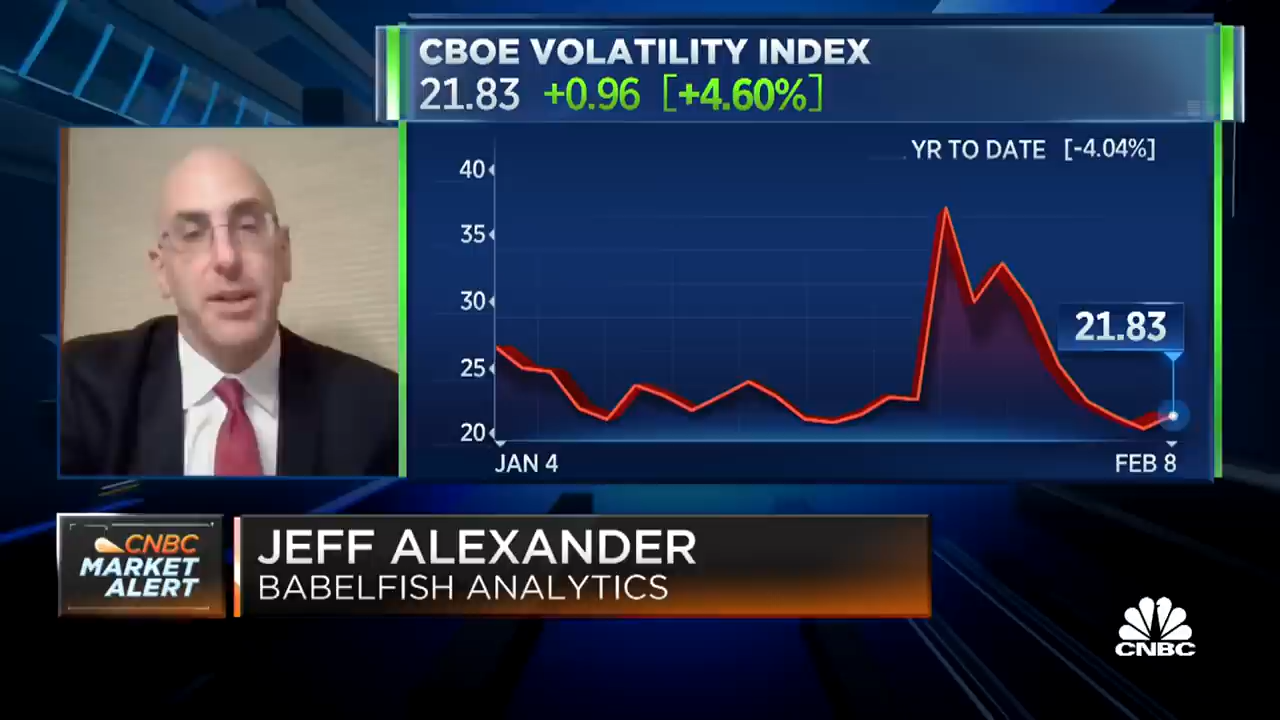 CBOE VOLATILITY INDEX
21.83 +0.96 [+4.60%]
YR TO DATE [-4.04%]
40
35
30
25
20
21.83
JAN 4
FEB 8
CNBC
MARKET
ALERT
JEFF ALEXANDER
BABELFISH ANALYTICS
CNBC